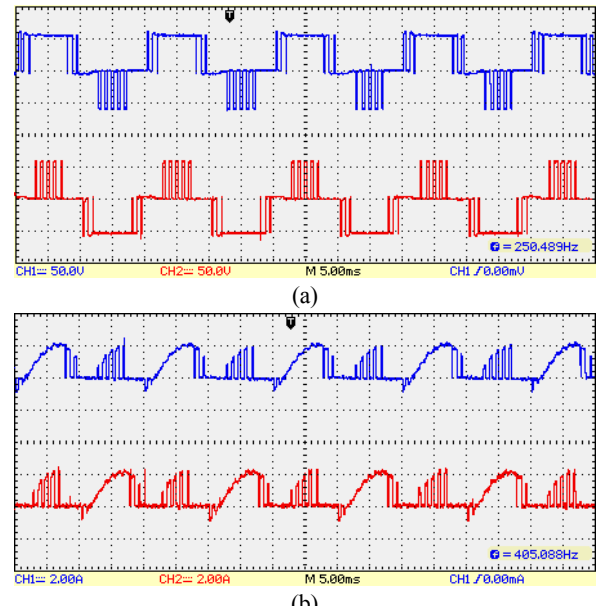 T
G = 250.489Hz
CH1 50.0V CH2 50.0V M 5.00ms CH1 / 0.00mV
(a)
T
G = 405.088Hz
CH1 2.00A CH2 2.00A M 5.00ms CH1 / 0.00mA
(b)